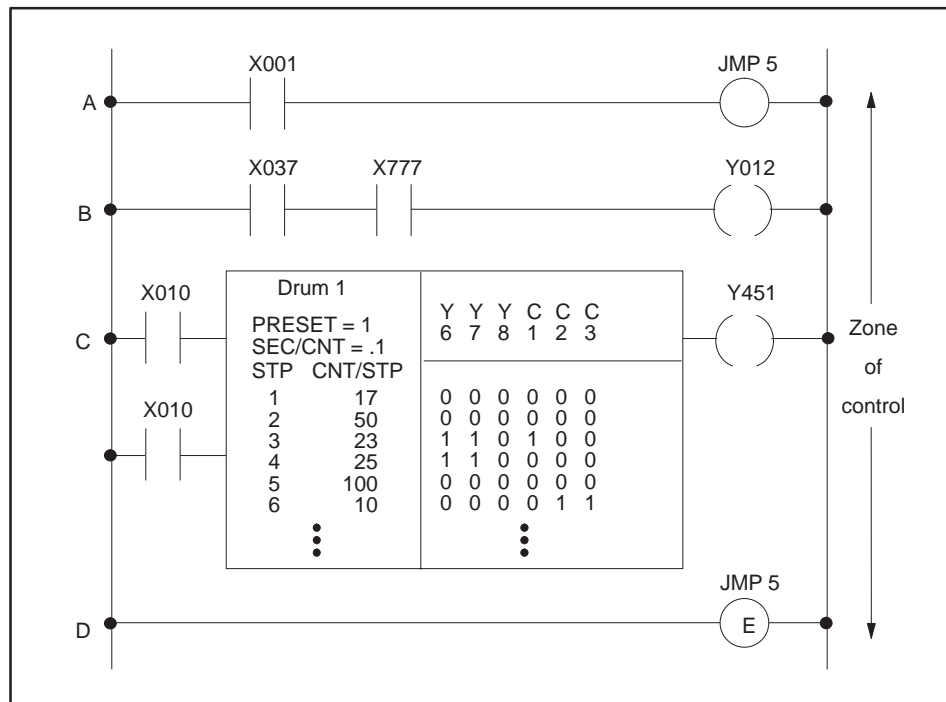 X001 JMP 5
A
X037 X777 Y012
B
X010 Drum 1 Y Y Y C C C Y451
6 7 8 1 2 3
C PRESET = 1
SEC/CNT = .1
STP CNT/STP
1 17 0 0 0 0 0 0
2 50 0 0 0 0 0 0
3 23 1 1 0 1 0 0
4 25 1 1 0 0 0 0
5 100 0 0 0 0 0 0
6 10 0 0 0 0 1 1
X010
Zone
of
control
JMP 5
D E